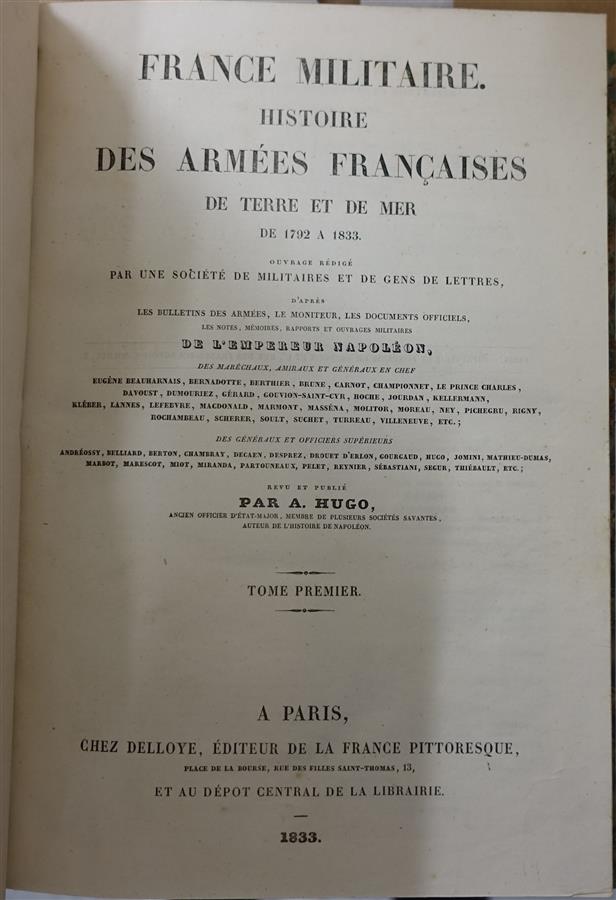 FRANCE MILITAIRE.
HISTOIRE
DES ARMÉES FRANÇAISES
DE TERRE ET DE MER
DE 1792 A 1833.
OUVRAGE RÉDIGÉ
PAR UNE SOCIÉTÉ DE MILITAIRES ET DE GENS DE LETTRES,
D'APRÈS
LES BULLETINS DES ARMÉES, LE MONITEUR, LES DOCUMENTS OFFICIELS,
LES NOTES, MÉMOIRES, RAPPORTS ET OUVRAGES MILITAIRES
DE L'EMPEREUR NAPOLÉON,
DES MARÉCHAUX, AMIRAUX ET GÉNÉRAUX EN CHEF
EUGÈNE BEAUHARNAIS, BERNADOTTE, BERTHIER, BRUNE, CARNOT, CHAMPIONNET, LE PRINCE CHARLES,
DAVOUST, DUMOURIEZ, GÉRARD, GOUVION-SAINT-CYR, HOCHE, JOURDAN, KELLERMANN,
KLÉBER, LANNES, LEFEBVRE, MACDONALD, MARMONT, MASSÉNA, MOLITOR, MOREAU, NEY, PICHEGRU, RIGNY,
ROCHAMBEAU, SCHERER, SOULT, SUCHET, TURREAU, VILLENEUVE, ETC.;
DES GÉNÉRAUX ET OFFICIERS SUPÉRIEURS
ANDRÉOSSY, BELLIARD, BERTON, CHAMBRAY, DECAEN, DESPREZ, DROUET D'ERLON, GOURGAUD, HUGO, JOMINI, MATHIEU-DUMAS,
MARBOT, MARESCOT, MIOT, MIRANDA, PARTOUNEAUX, PELET, REYNIER, SÉBASTIANI, SEGUR, THIÉBAULT, ETC.;
REVU ET PUBLIÉ
PAR A. HUGO,
ANCIEN OFFICIER D'ÉTAT-MAJOR, MEMBRE DE PLUSIEURS SOCIÉTÉS SAVANTES,
AUTEUR DE L'HISTOIRE DE NAPOLÉON.
TOME PREMIER.
A PARIS,
CHEZ DELLOYE, ÉDITEUR DE LA FRANCE PITTORESQUE,
PLACE DE LA BOURSE, RUE DES FILLES SAINT-THOMAS, 13,
ET AU DÉPOT CENTRAL DE LA LIBRAIRIE.
1833.